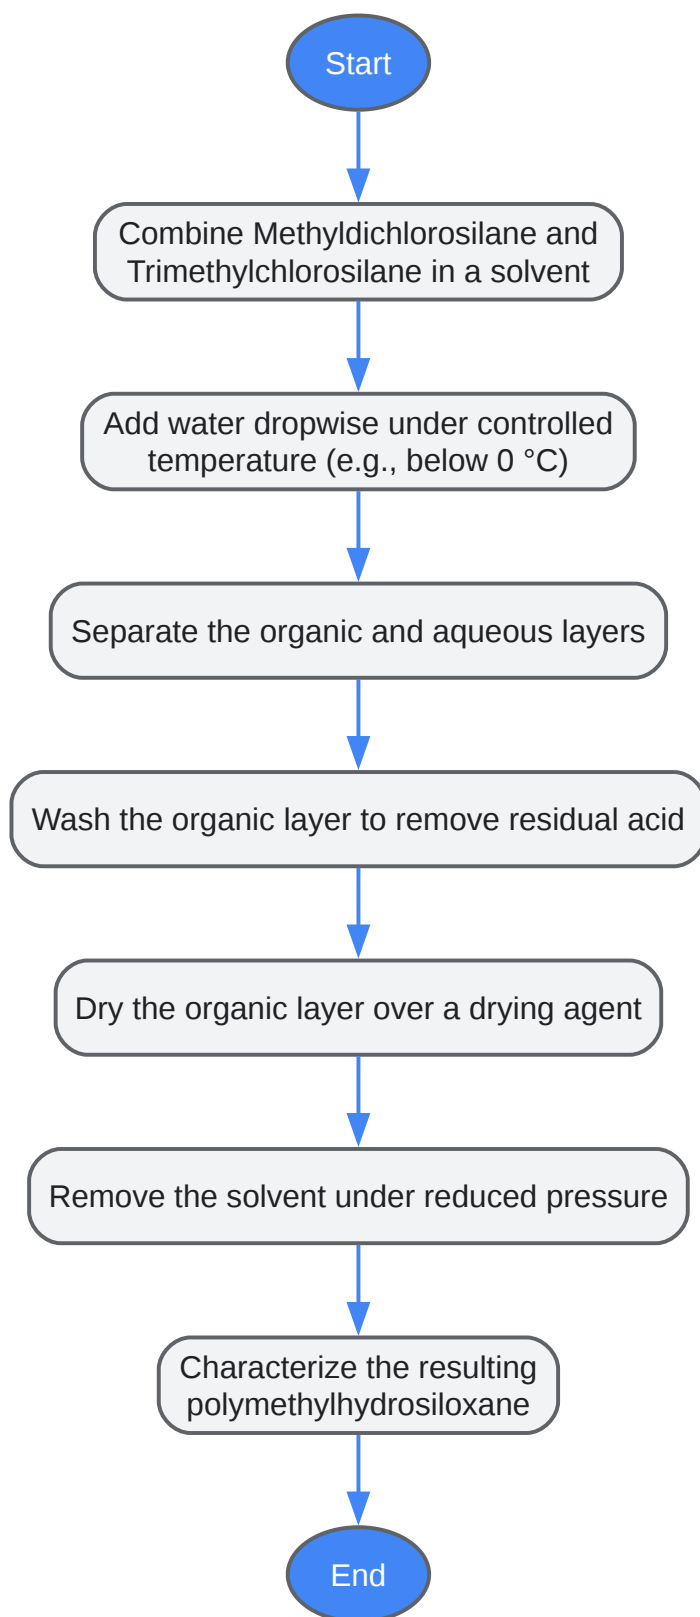 Start
Combine Methyldichlorosilane and
Trimethylchlorosilane in a solvent
Add water dropwise under controlled
temperature (e.g., below 0 °C)
Separate the organic and aqueous layers
Wash the organic layer to remove residual acid
Dry the organic layer over a drying agent
Remove the solvent under reduced pressure
Characterize the resulting
polymethylhydrosiloxane
End